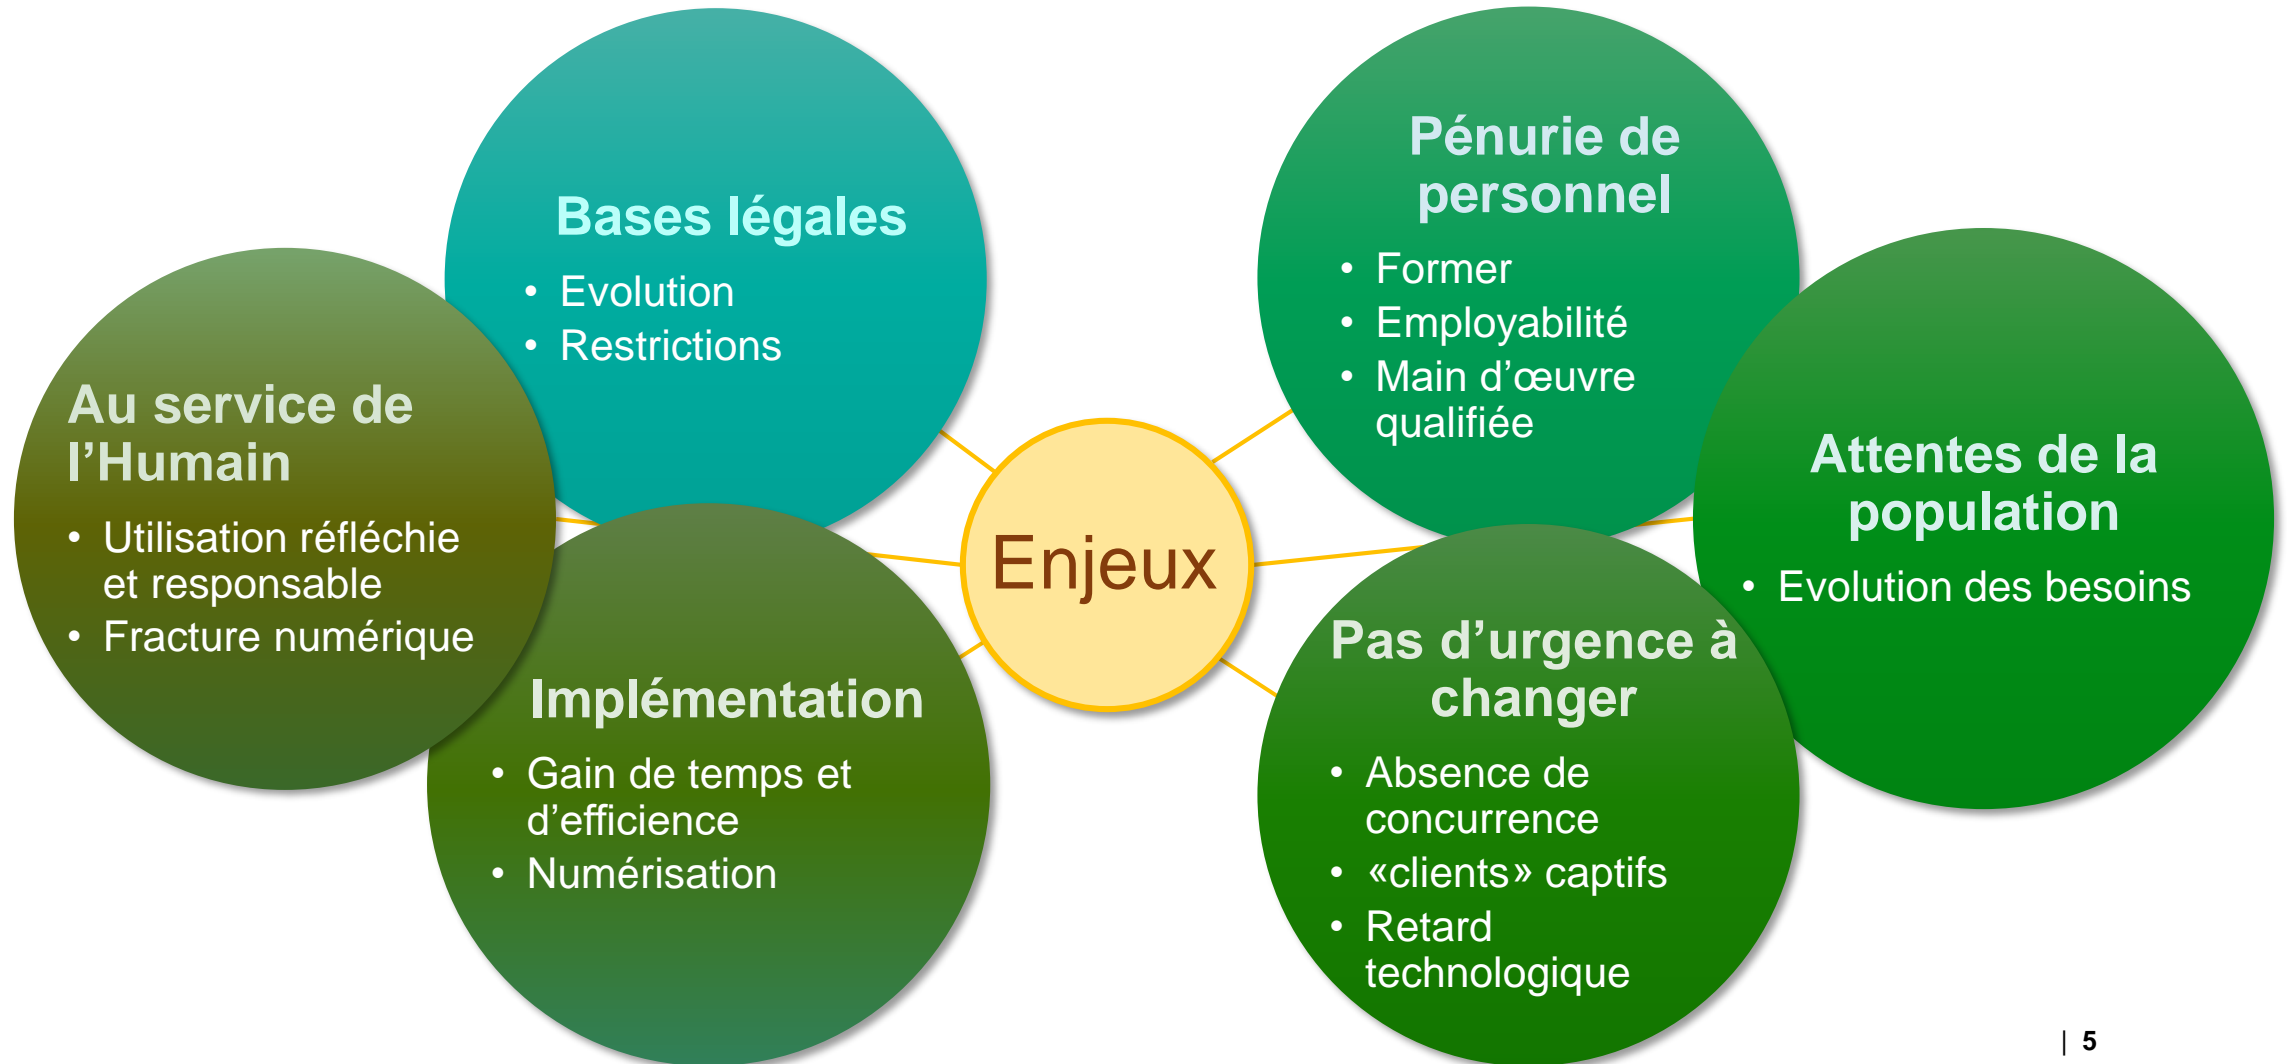 Bases légales
• Evolution
• Restrictions
Pénurie de
personnel
• Former
• Employabilité
• Main d’œuvre
qualifiée
Au service de
l’Humain
• Utilisation réfléchie
et responsable
• Fracture numérique
Enjeux
Attentes de la
population
• Evolution des besoins
Implémentation
• Gain de temps et
d’efficience
• Numérisation
Pas d’urgence à
changer
• Absence de
concurrence
• «clients» captifs
• Retard
technologique
| 5